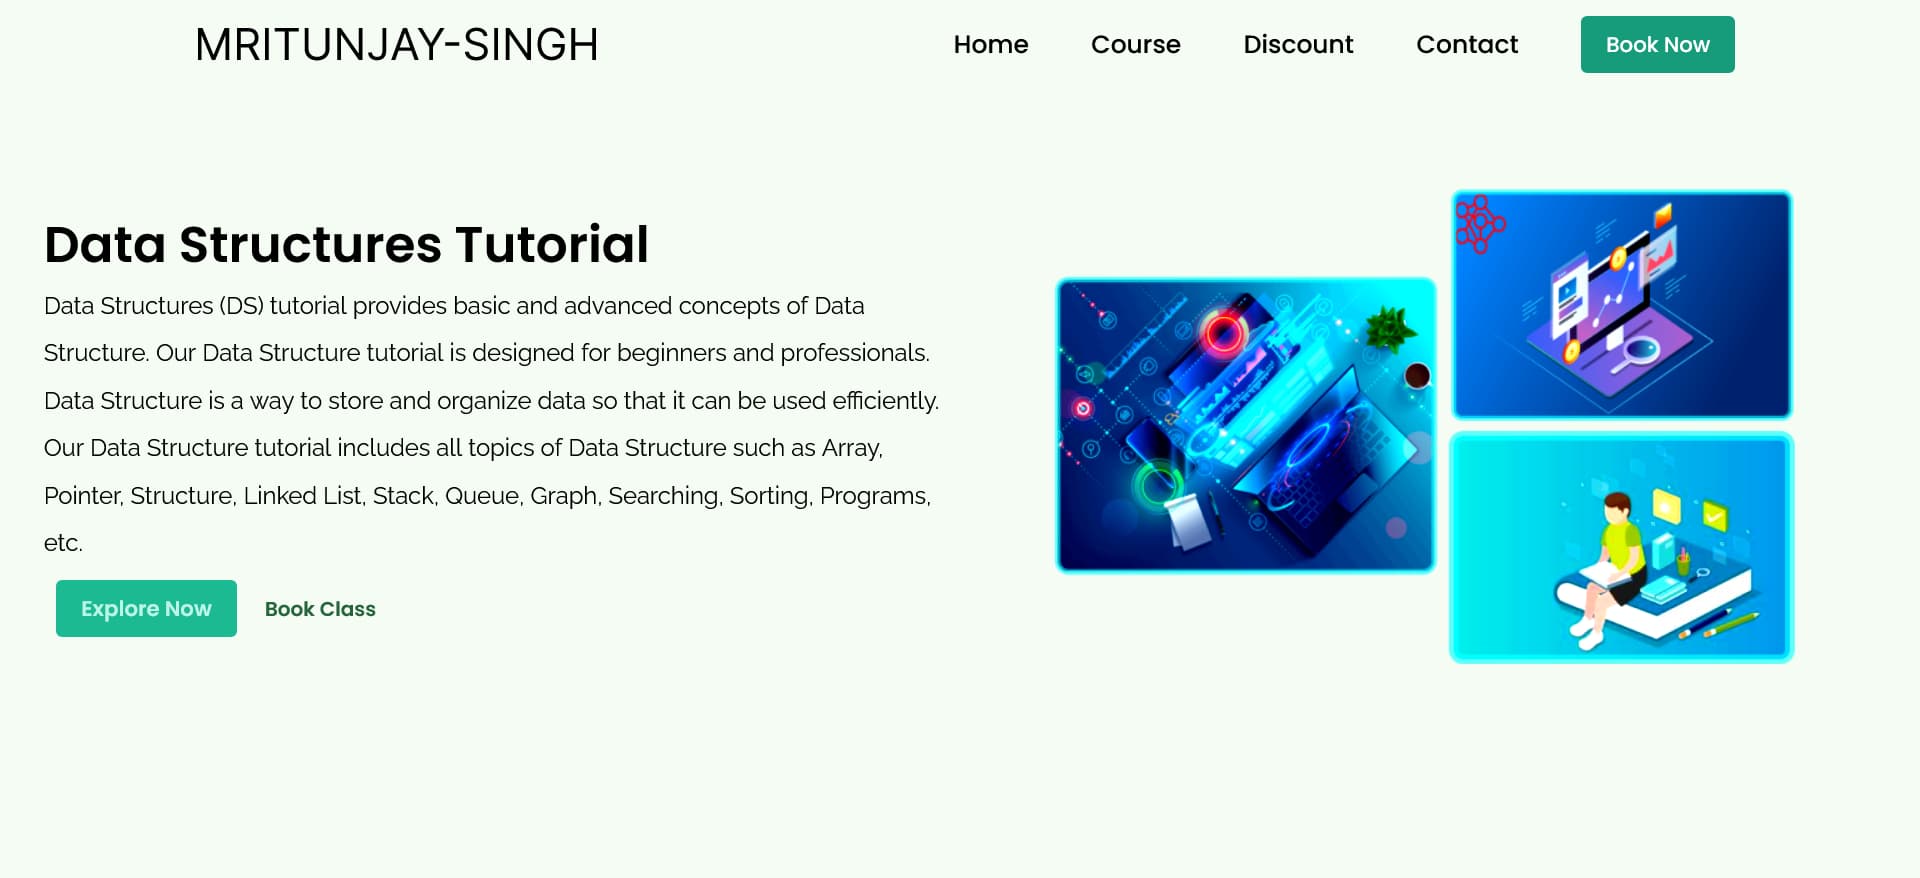 MRITUNJAY-SINGH
Home
Course
Discount
Contact
Book Now
Data Structures Tutorial
Data Structures (DS) tutorial provides basic and advanced concepts of Data
Structure. Our Data Structure tutorial is designed for beginners and professionals.
Data Structure is a way to store and organize data so that it can be used efficiently.
Our Data Structure tutorial includes all topics of Data Structure such as Array,
Pointer, Structure, Linked List, Stack, Queue, Graph, Searching, Sorting, Programs,
etc.
Explore Now
Book Class